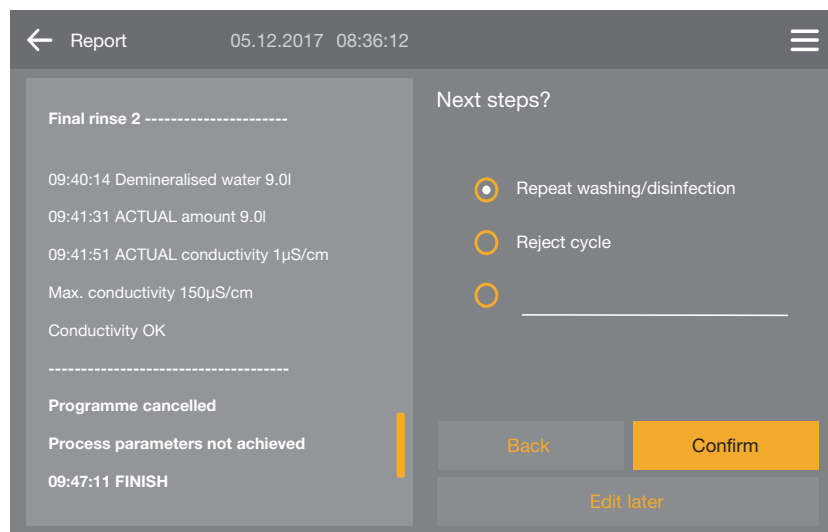 Report 05.12.2017 08:36:12
Final rinse 2 ----------------------
09:40:14 Demineralised water 9.0l
09:41:31 ACTUAL amount 9.0l
09:41:51 ACTUAL conductivity 1µS/cm
Max. conductivity 150µS/cm
Conductivity OK
-------------------------------------
Programme cancelled
Process parameters not achieved
09:47:11 FINISH
Next steps?
Repeat washing/disinfection
Reject cycle
Back
Confirm
Edit later